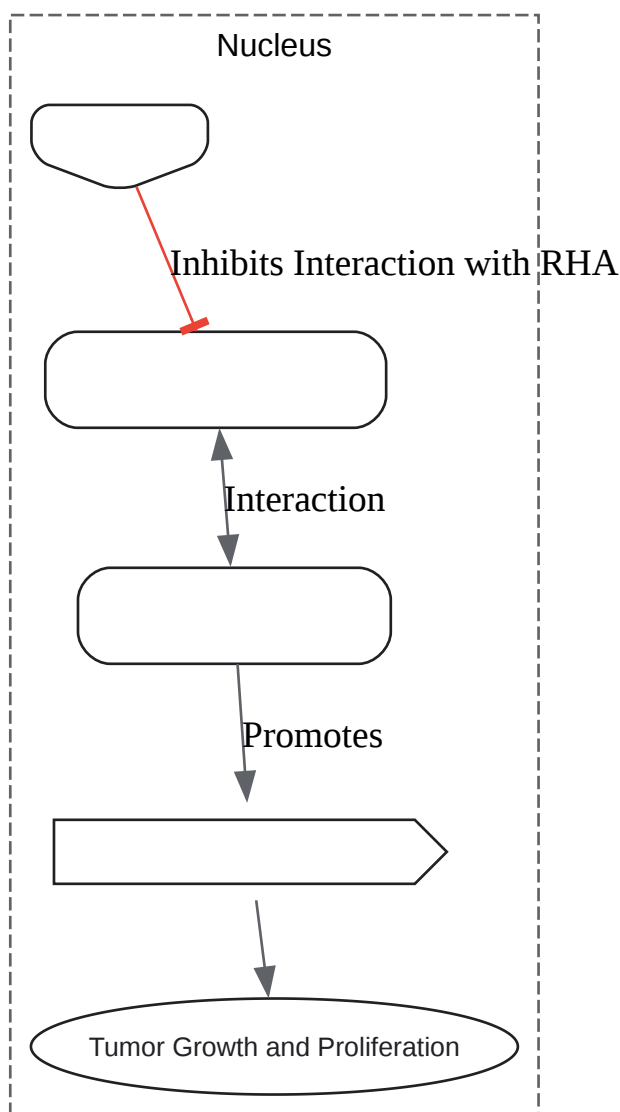 Nucleus
Inhibits Interaction with RHA
Interaction
Promotes
Tumor Growth and Proliferation